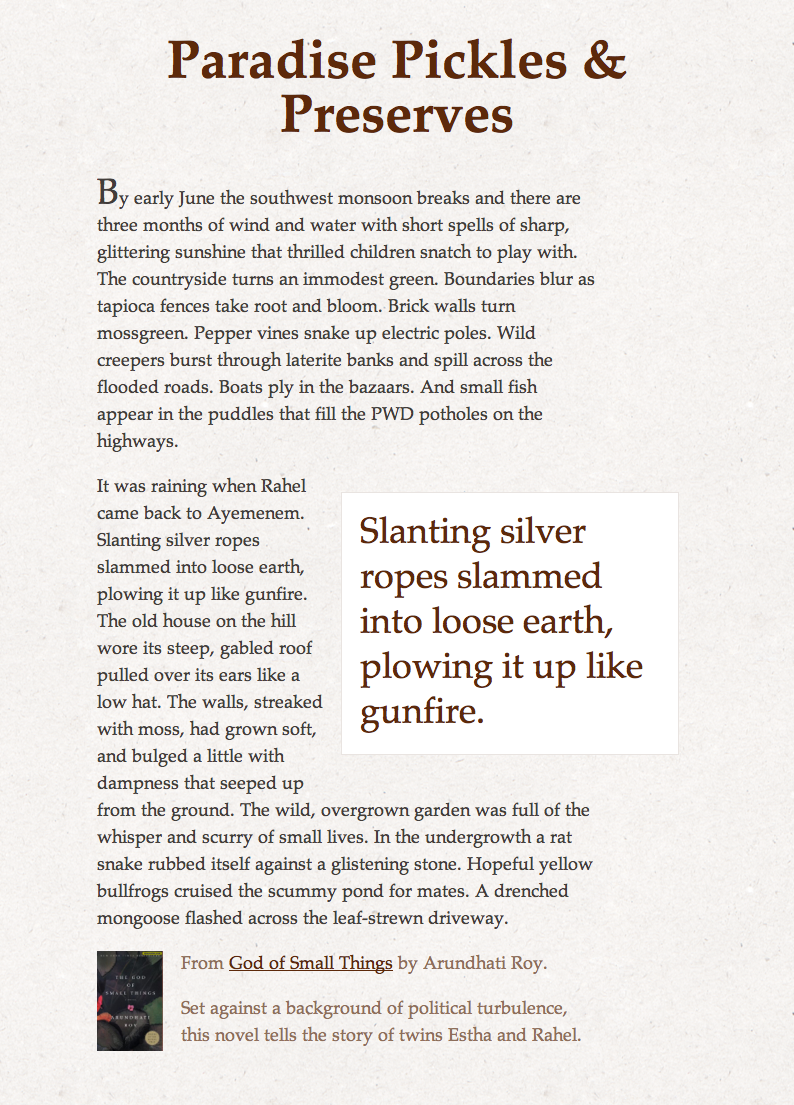 Paradise Pickles &
Preserves
By early June the southwest monsoon breaks and there are
three months of wind and water with short spells of sharp,
glittering sunshine that thrilled children snatch to play with.
The countryside turns an immodest green. Boundaries blur as
tapioca fences take root and bloom. Brick walls turn
mossgreen. Pepper vines snake up electric poles. Wild
creepers burst through laterite banks and spill across the
flooded roads. Boats ply in the bazaars. And small fish
appear in the puddles that fill the PWD potholes on the
highways.
It was raining when Rahel
came back to Ayemenem.
Slanting silver ropes
slammed into loose earth,
plowing it up like gunfire.
The old house on the hill
wore its steep, gabled roof
pulled over its ears like a
low hat. The walls, streaked
with moss, had grown soft,
and bulged a little with
dampness that seeped up
from the ground. The wild, overgrown garden was full of the
whisper and scurry of small lives. In the undergrowth a rat
snake rubbed itself against a glistening stone. Hopeful yellow
bullfrogs cruised the scummy pond for mates. A drenched
mongoose flashed across the leaf-strewn driveway.
Slanting silver
ropes slammed
into loose earth,
plowing it up like
gunfire.
THE GOD
OF
SMALL THINGS
ARUNDHATI
ROY
From God of Small Things by Arundhati Roy.
Set against a background of political turbulence,
this novel tells the story of twins Estha and Rahel.